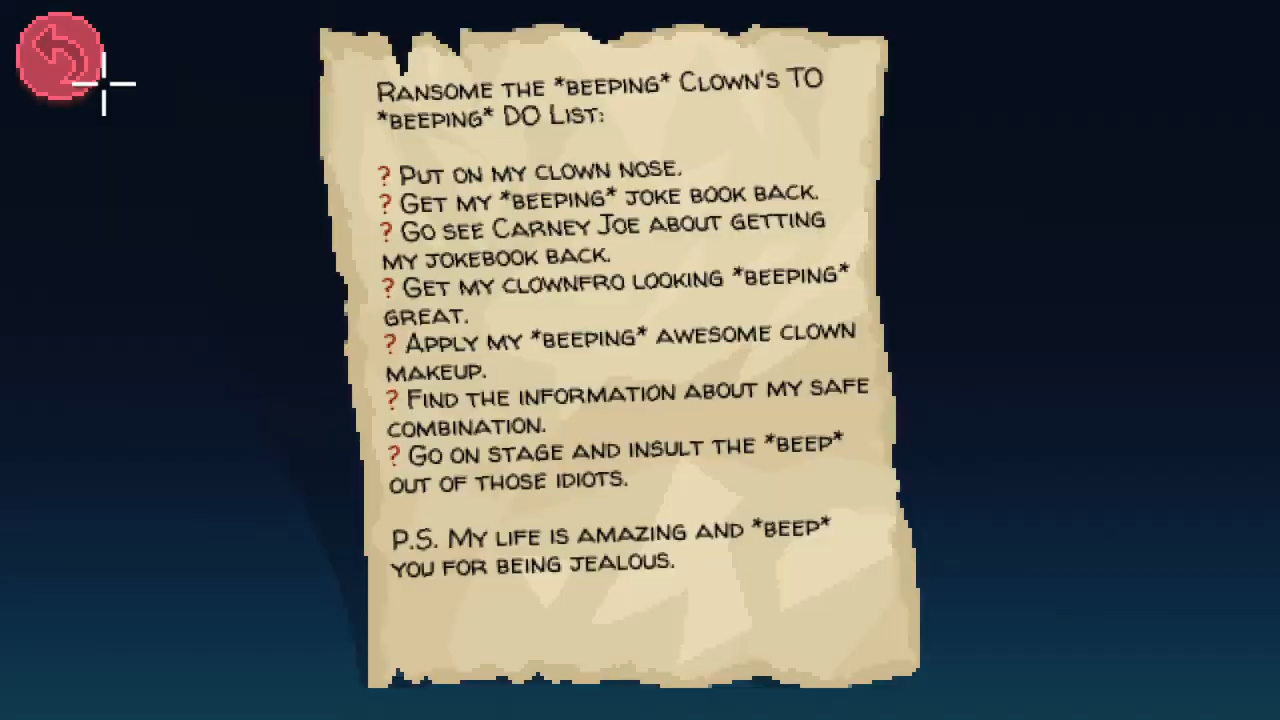 Ransome the *beeping* Clown's TO
*beeping* DO List:
? Put on my clown nose.
? Get my *beeping* joke book back.
? Go see Carney Joe about getting
my jokebook back.
? Get my clownfro looking *beeping*
great.
? Apply my *beeping* awesome clown
makeup.
? Find the information about my safe
combination.
? Go on stage and insult the *beep*
out of those idiots.
P.S. My life is amazing and *beep*
you for being jealous.